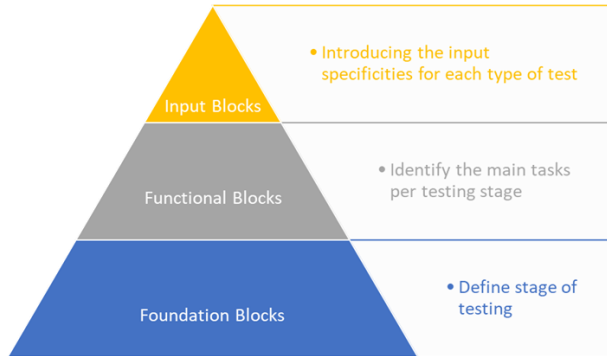 • Introducing the input
specificities for each type of test
Input Blocks
• Identify the main tasks
per testing stage
Functional Blocks
• Define stage of
testing
Foundation Blocks